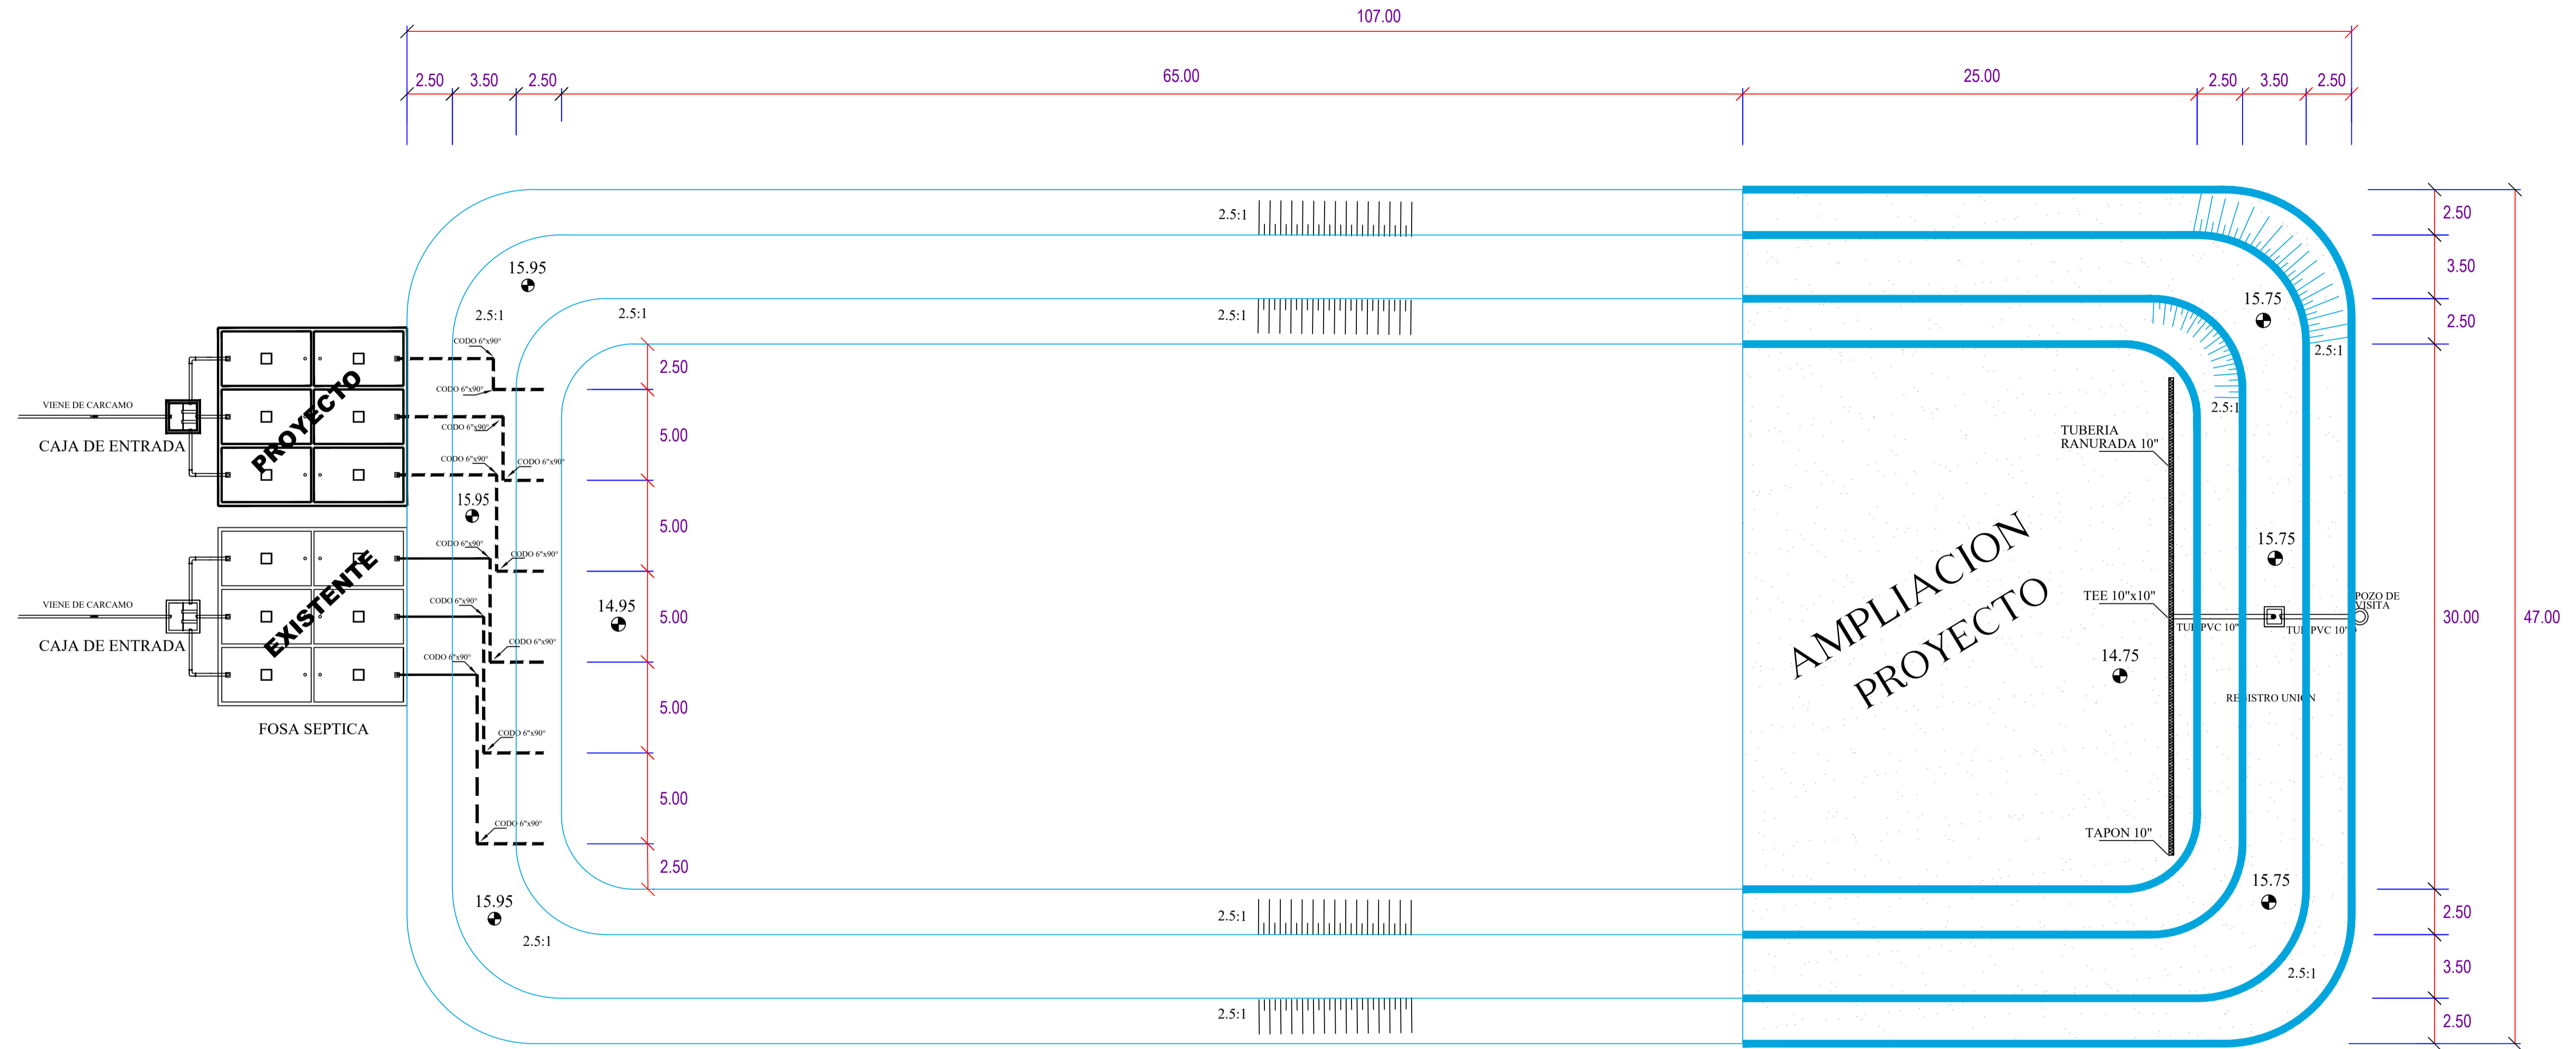 107.00
2.50
3.50
2.50
65.00
25.00
2.50
3.50
2.50
2.5:1
2.50
15.95
3.50
15.75
2.5:1
2.5:1
2.5:1
2.50
CODO 6"x90°
2.5:1
2.50
CODO 6"x90°
VIENE DE CARCAMO
2.5:1
CODO 6"x90°
5.00
TUBERIA
RANURADA 10"
CAJA DE ENTRADA
PROYECTO
CODO 6"x90°
CODO 6"x90°
15.95
5.00
CODO 6"x90°
CODO 6"x90°
15.75
EXISTENTE
AMPLIACION
PROYECTO
VIENE DE CARCAMO
CODO 6"x90°
14.95
5.00
TEE 10"x10"
POZO DE
VISITA
30.00
47.00
TUB PVC 10"
TUB PVC 10"
CAJA DE ENTRADA
CODO 6"x90°
CODO 6"x90°
14.75
REGISTRO UNION
5.00
FOSA SEPTICA
CODO 6"x90°
5.00
CODO 6"x90°
TAPON 10"
2.50
15.75
15.95
2.5:1
2.50
2.5:1
3.50
2.5:1
2.5:1
2.50